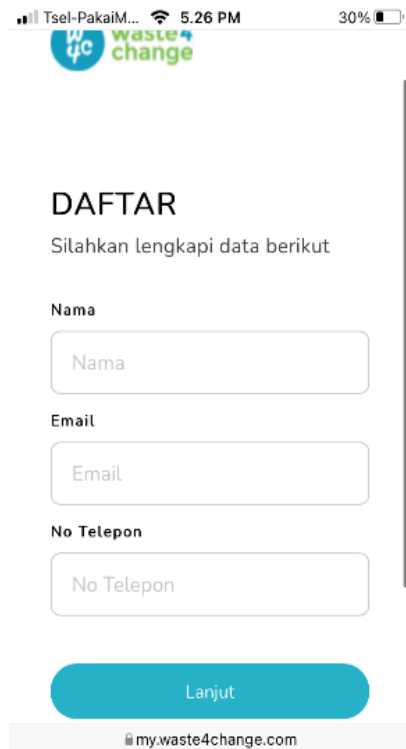 Tsel-PakaiM... 5.26 PM 30%
w4c waste4
change
DAFTAR
Silahkan lengkapi data berikut
Nama
Nama
Email
Email
No Telepon
No Telepon
Lanjut
my.waste4change.com